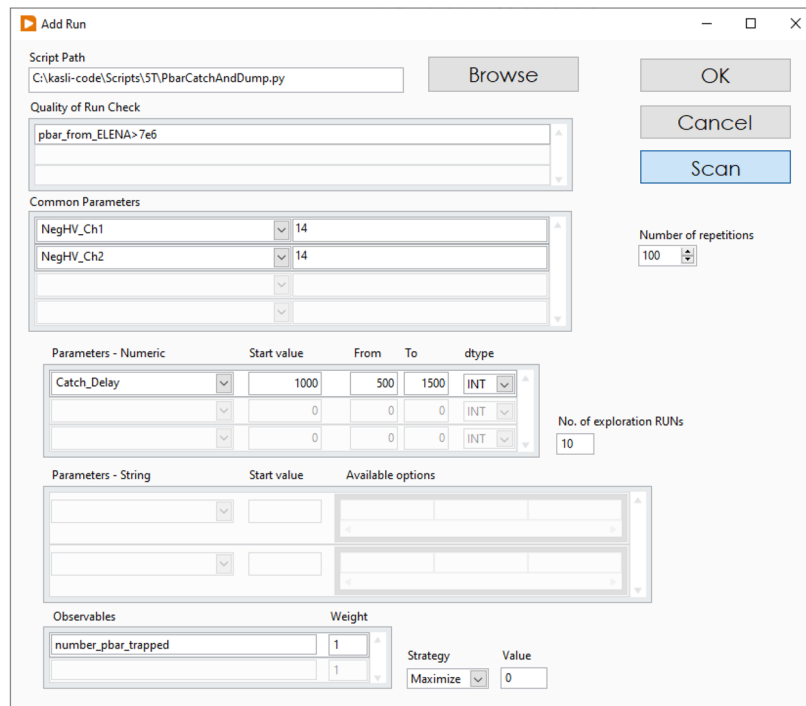 Add Run
Script Path
C:\kasli-code\Scripts\5T\PbarCatchAndDump.py
Browse
OK
Quality of Run Check
Cancel
pbar_from_ELENA>7e6
Scan
Common Parameters
NegHV_Ch1 14
Number of repetitions
NegHV_Ch2 14
100
Parameters - Numeric Start value From To dtype
Catch_Delay 1000 500 1500 INT
0 0 0 INT
No. of exploration RUNs
0 0 0 INT
10
Parameters - String Start value Available options
Observables Weight
number_pbar_trapped 1
Strategy Value
1
Maximize 0